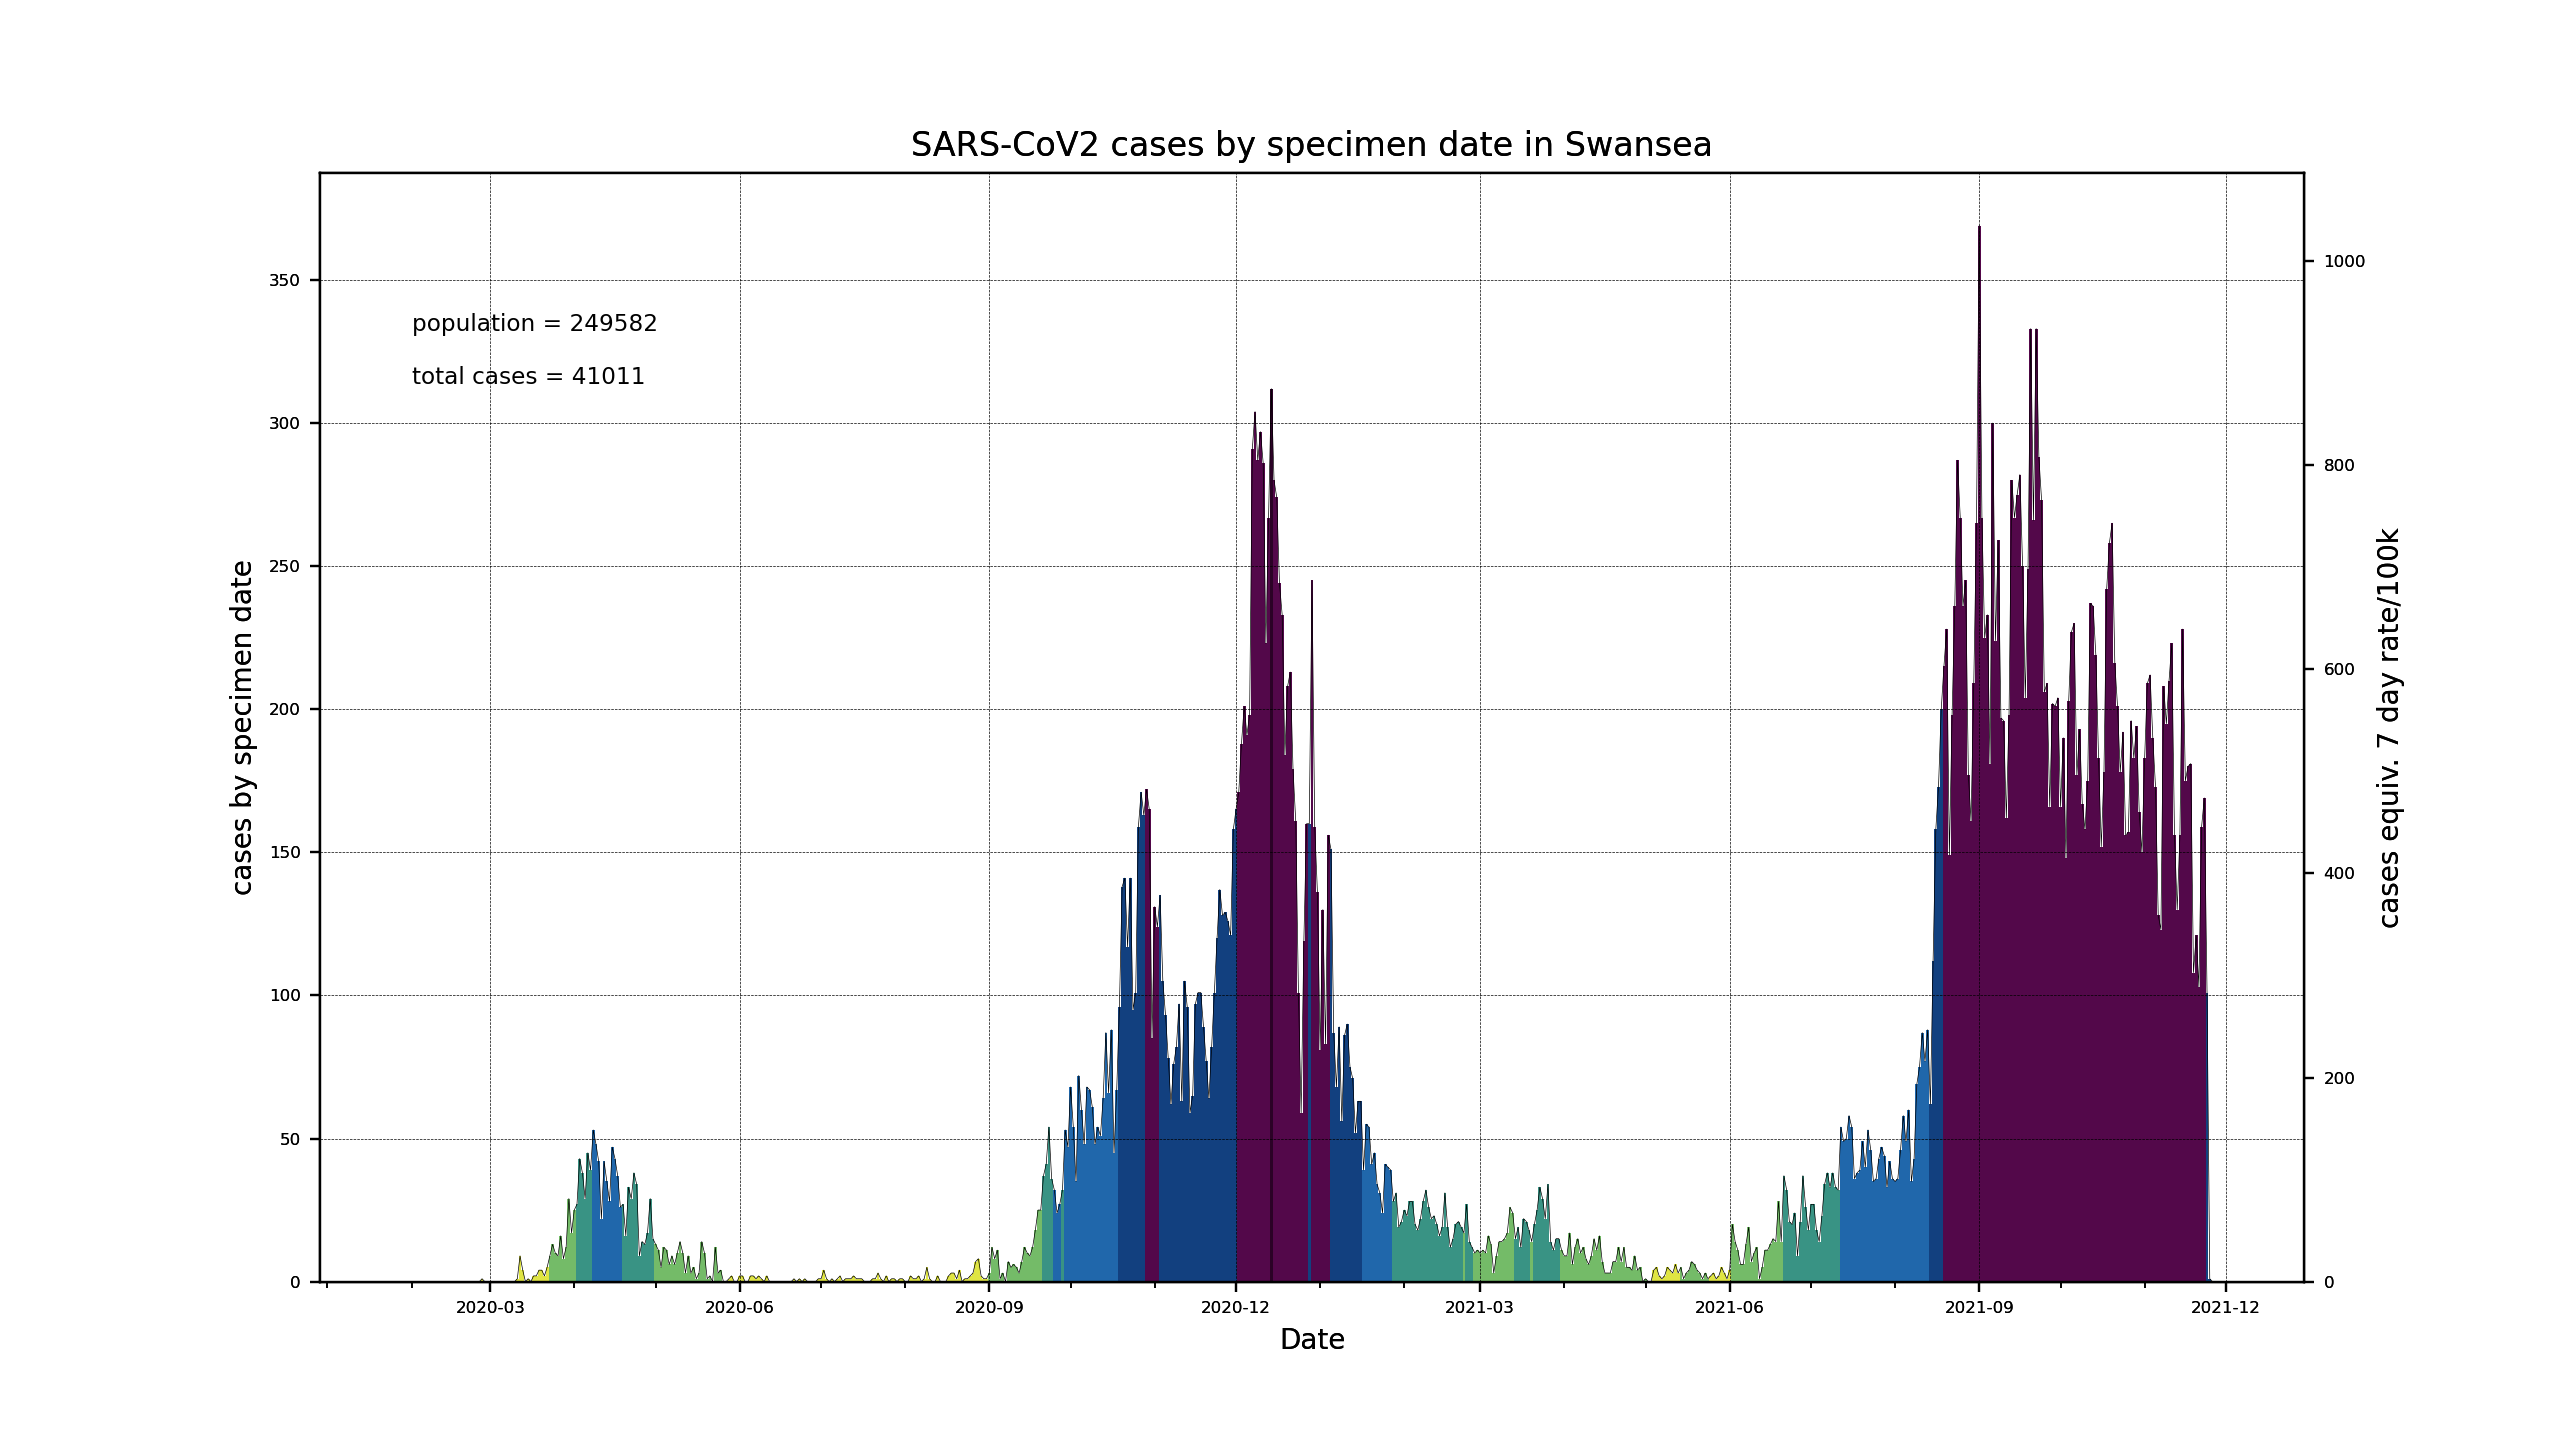 SARS-CoV2 cases by specimen date in Swansea
population = 249582
total cases = 41011
cases by specimen date
350
300
250
200
150
100
50
0
1000
800
600
400
200
0
cases equiv. 7 day rate/100k
2020-03 2020-06 2020-09 2020-12 2021-03 2021-06 2021-09 2021-12
Date